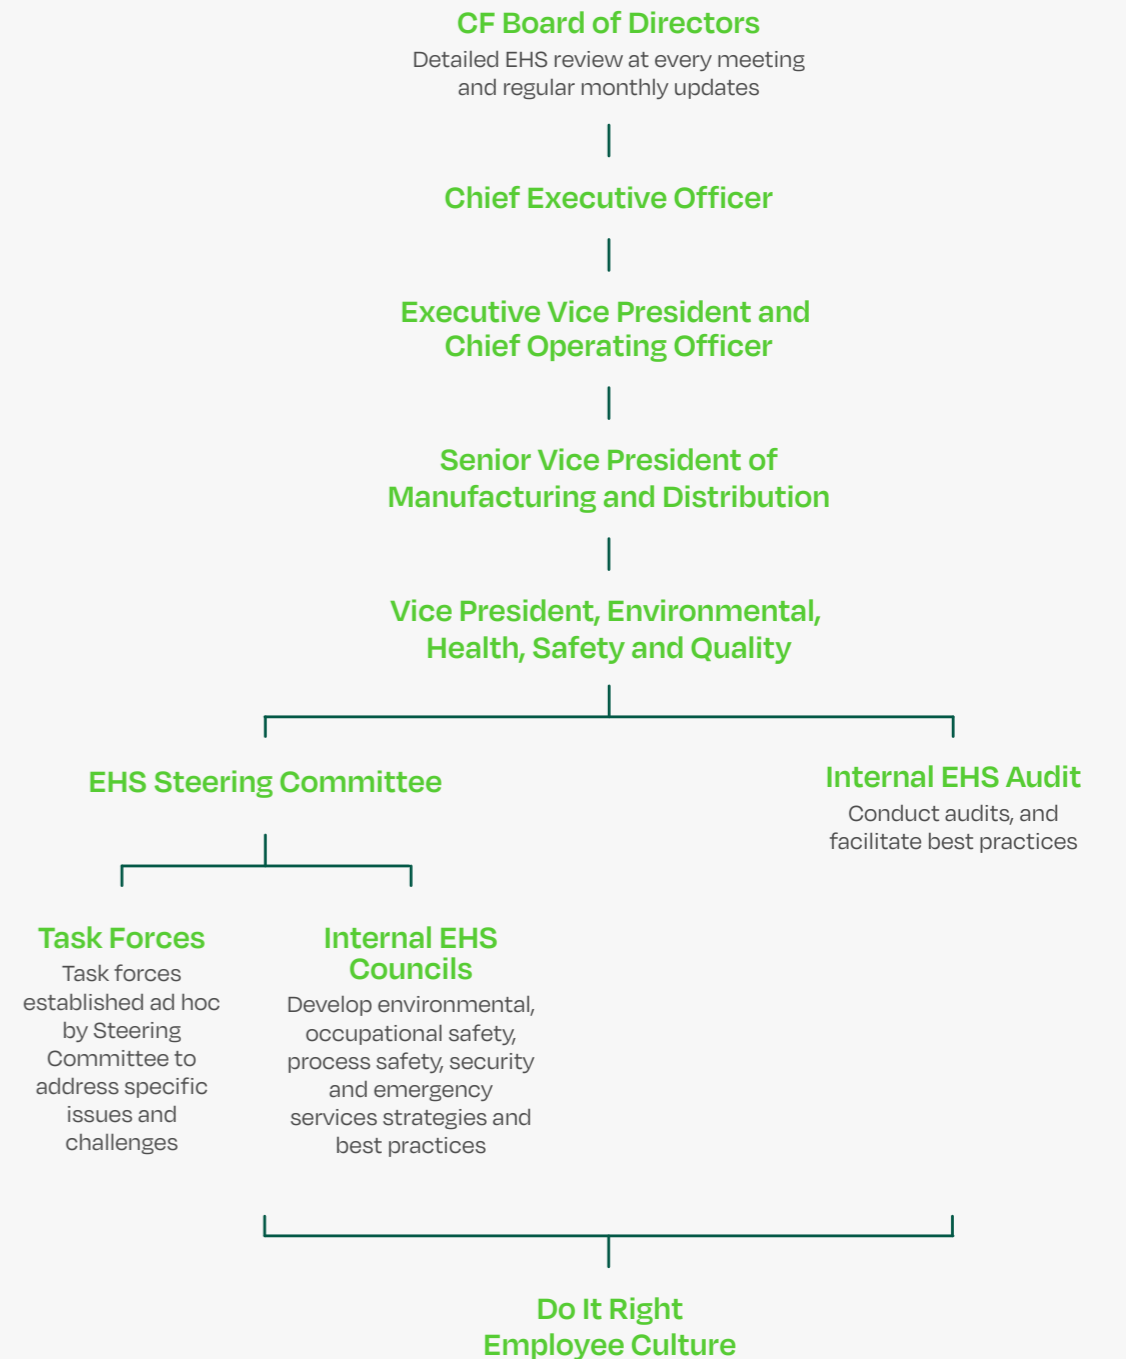 CF Board of Directors
Detailed EHS review at every meeting
and regular monthly updates
Chief Executive Officer
Executive Vice President and
Chief Operating Officer
Senior Vice President of
Manufacturing and Distribution
Vice President, Environmental,
Health, Safety and Quality
EHS Steering Committee
Internal EHS Audit
Conduct audits, and
facilitate best practices
Task Forces
Task forces
established ad hoc
by Steering
Committee to
address specific
issues and
challenges
Internal EHS
Councils
Develop environmental,
occupational safety,
process safety, security
and emergency
services strategies and
best practices
Do It Right
Employee Culture